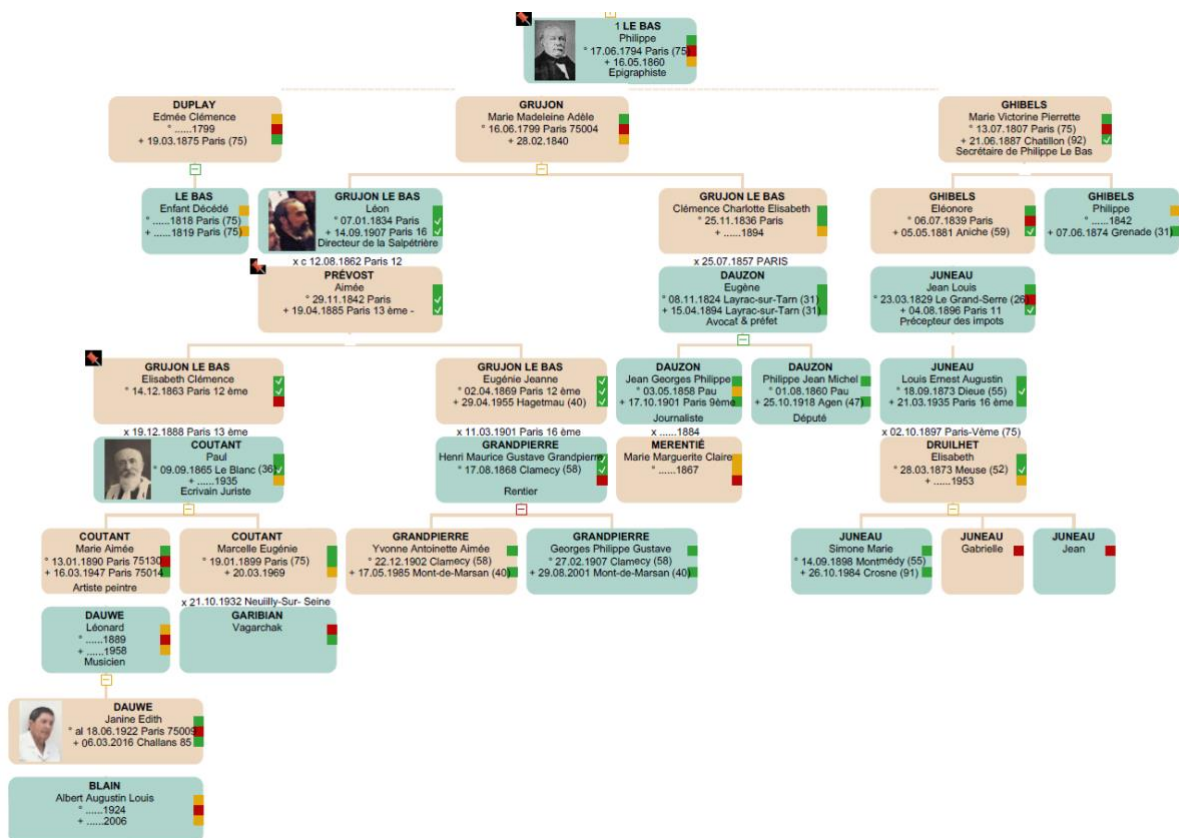 1 LE BAS
Philippe
° 17.06.1794 Paris (75)
+ 16.05.1860
Epigraphiste
DUPLAY
Edmée Clémence
° ......1799
+ 19.03.1875 Paris (75)
GRUJON
Marie Madeleine Adèle
° 16.06.1799 Paris 75004
+ 28.02.1840
GHIBELS
Marie Victorine Pierrette
° 13.07.1807 Paris (75)
+ 21.06.1887 Chatillon (92)
Secrétaire de Philippe Le Bas
LE BAS
Enfant Décédé
° ......1818 Paris (75)
+ ......1819 Paris (75)
GRUJON LE BAS
Léon
° 07.01.1834 Paris
+ 14.09.1907 Paris 16
Directeur de la Salpétrière
GRUJON LE BAS
Clémence Charlotte Elisabeth
° 25.11.1836 Paris
+ ......1894
GHIBELS
Eléonore
° 06.07.1839 Paris
+ 05.05.1881 Aniche (59)
GHIBELS
Philippe
° ......1842
+ 07.06.1874 Grenade (31)
x c 12.08.1862 Paris 12
PRÉVOST
Aimée
° 29.11.1842 Paris
+ 19.04.1885 Paris 13 ème -
x 25.07.1857 PARIS
DAUZON
Eugène
° 08.11.1824 Layrac-sur-Tarn (31)
+ 15.04.1894 Layrac-sur-Tarn (31)
Avocat & préfet
JUNEAU
Jean Louis
° 23.03.1829 Le Grand-Serre (26)
+ 04.08.1896 Paris 11
Précepteur des impots
GRUJON LE BAS
Elisabeth Clémence
° 14.12.1863 Paris 12 ème
GRUJON LE BAS
Eugénie Jeanne
° 02.04.1869 Paris 12 ème
+ 29.04.1955 Hagetmau (40)
DAUZON
Jean Georges Philippe
° 03.05.1858 Pau
+ 17.10.1901 Paris 9ème
Journaliste
DAUZON
Philippe Jean Michel
° 01.08.1860 Pau
+ 25.10.1918 Agen (47)
Député
JUNEAU
Louis Ernest Augustin
° 18.09.1873 Dieue (55)
+ 21.03.1935 Paris 16 ème
x 19.12.1888 Paris 13 ème
COUTANT
Paul
° 09.09.1865 Le Blanc (36)
+ ......1935
Ecrivain Juriste
x 11.03.1901 Paris 16 ème
GRANDPIERRE
Henri Maurice Gustave Grandpierre
° 17.08.1868 Clamecy (58)
Rentier
x ......1884
MERENTIÉ
Marie Marguerite Claire
° ......1867
x 02.10.1897 Paris-Vème (75)
DRUILHET
Elisabeth
° 28.03.1873 Meuse (52)
+ ......1953
COUTANT
Marie Aimée
° 13.01.1890 Paris 75130
+ 16.03.1947 Paris 75014
Artiste peintre
COUTANT
Marcelle Eugénie
° 19.01.1899 Paris (75)
+ 20.03.1969
GRANDPIERRE
Yvonne Antoinette Aimée
° 22.12.1902 Clamecy (58)
+ 17.05.1985 Mont-de-Marsan (40)
GRANDPIERRE
Georges Philippe Gustave
° 27.02.1907 Clamecy (58)
+ 29.08.2001 Mont-de-Marsan (40)
JUNEAU
Simone Marie
° 14.09.1898 Montmédy (55)
+ 26.10.1984 Crosne (91)
JUNEAU
Gabrielle
JUNEAU
Jean
DAUWE
Léonard
° ......1889
+ ......1958
Musicien
x 21.10.1932 Neuiilly-Sur- Seine
GARIBIAN
Vagarchak
DAUWE
Janine Edith
° al 18.06.1922 Paris 75009
+ 06.03.2016 Challans 85
BLAIN
Albert Augustin Louis
° ......1924
+ ......2006